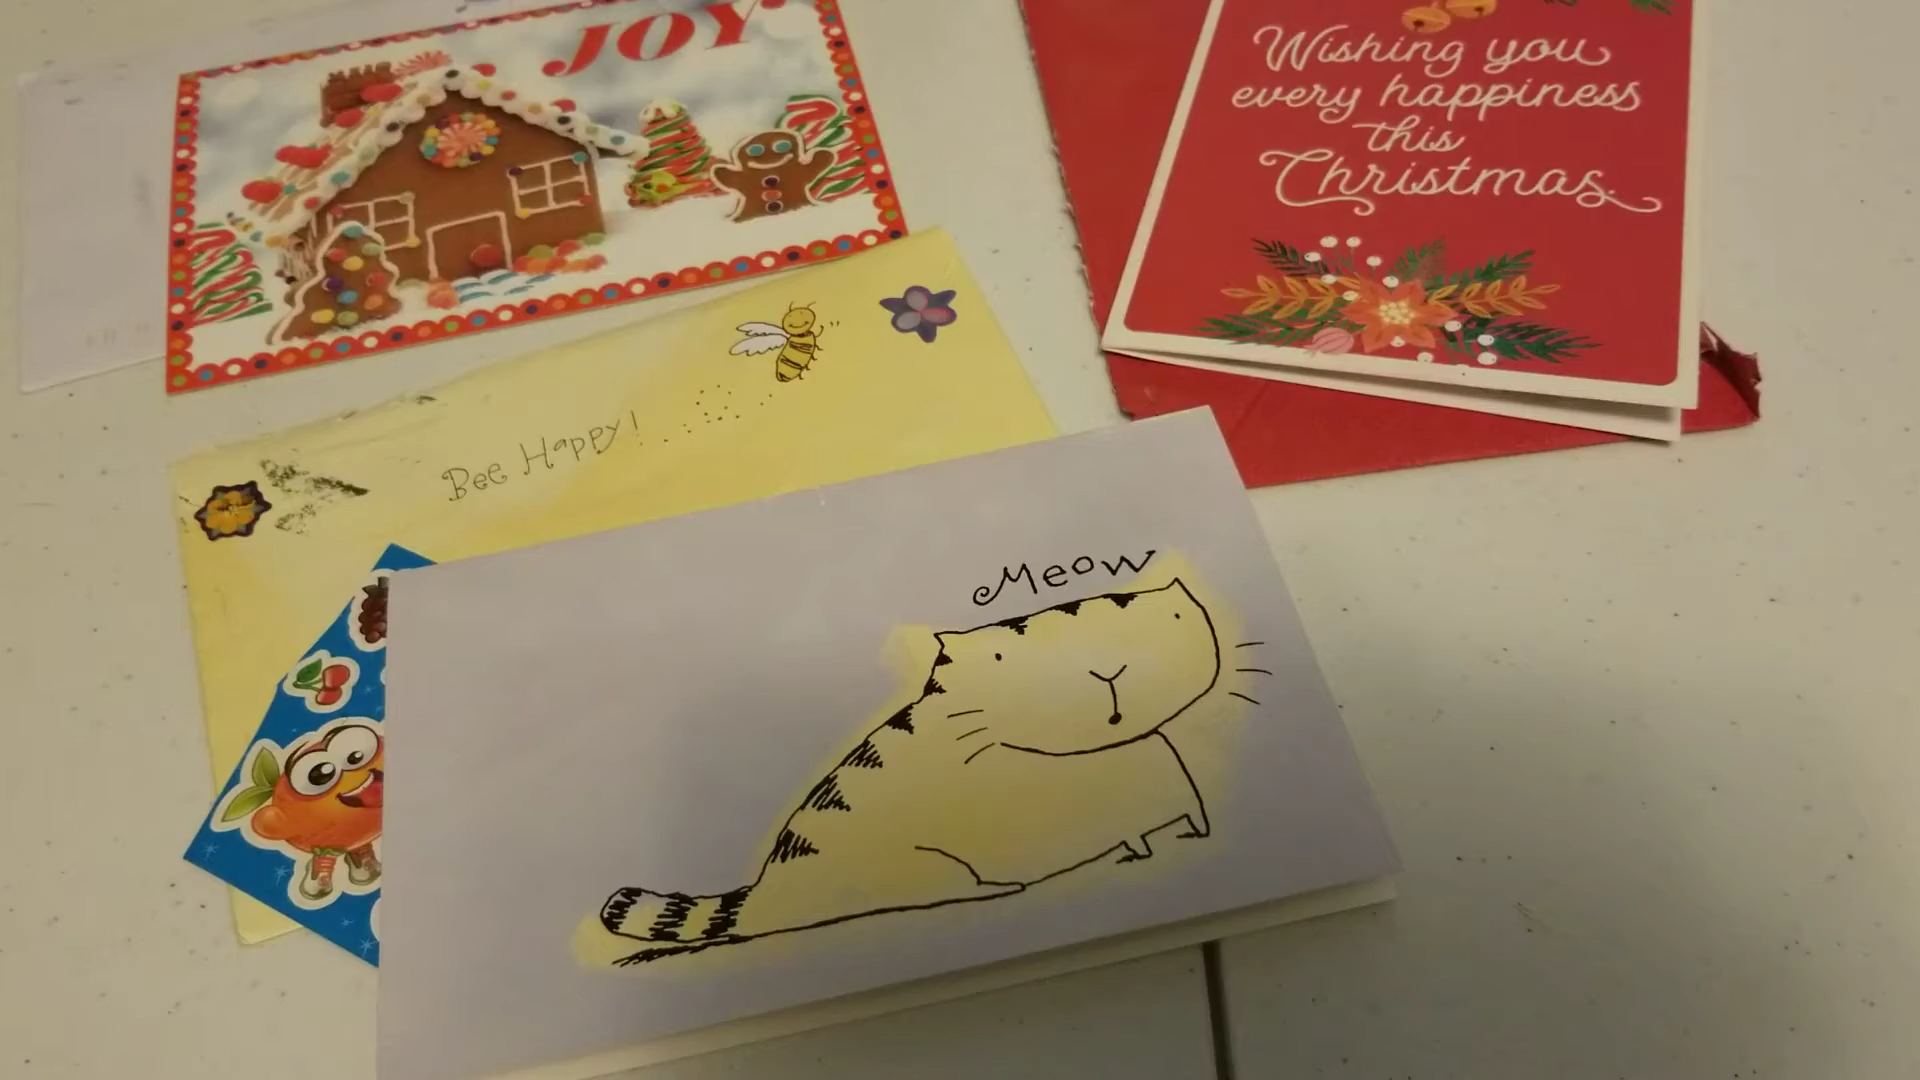 JOY
Wishing you
every happiness
this
Christmas.
Bee Happy!
Meow